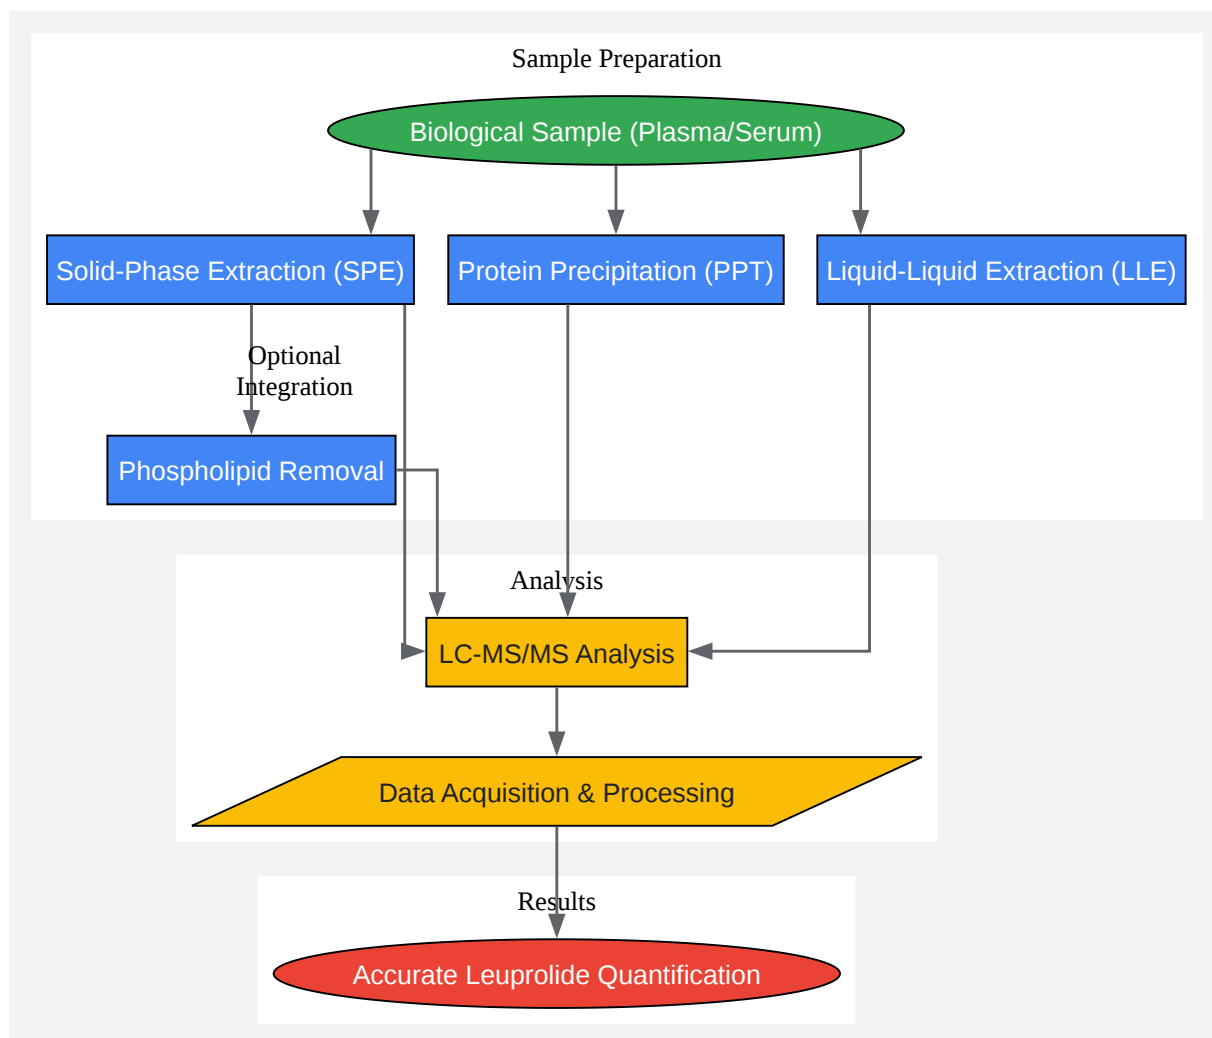 Sample Preparation
Biological Sample (Plasma/Serum)
Solid-Phase Extraction (SPE)
Protein Precipitation (PPT)
Liquid-Liquid Extraction (LLE)
Optional
Integration
Phospholipid Removal
Analysis
LC-MS/MS Analysis
Data Acquisition & Processing
Results
Accurate Leuprolide Quantification